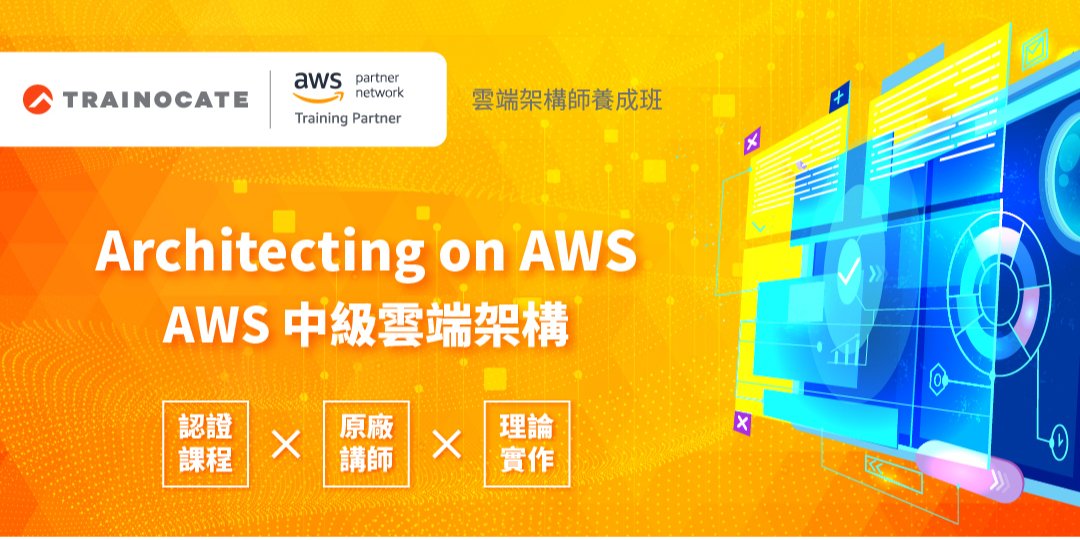 TRAINOCATE
aws partner network
Training Partner
雲端架構師養成班
Architecting on AWS
AWS 中級雲端架構
認證
課程
×
原廠
講師
×
理論
實作